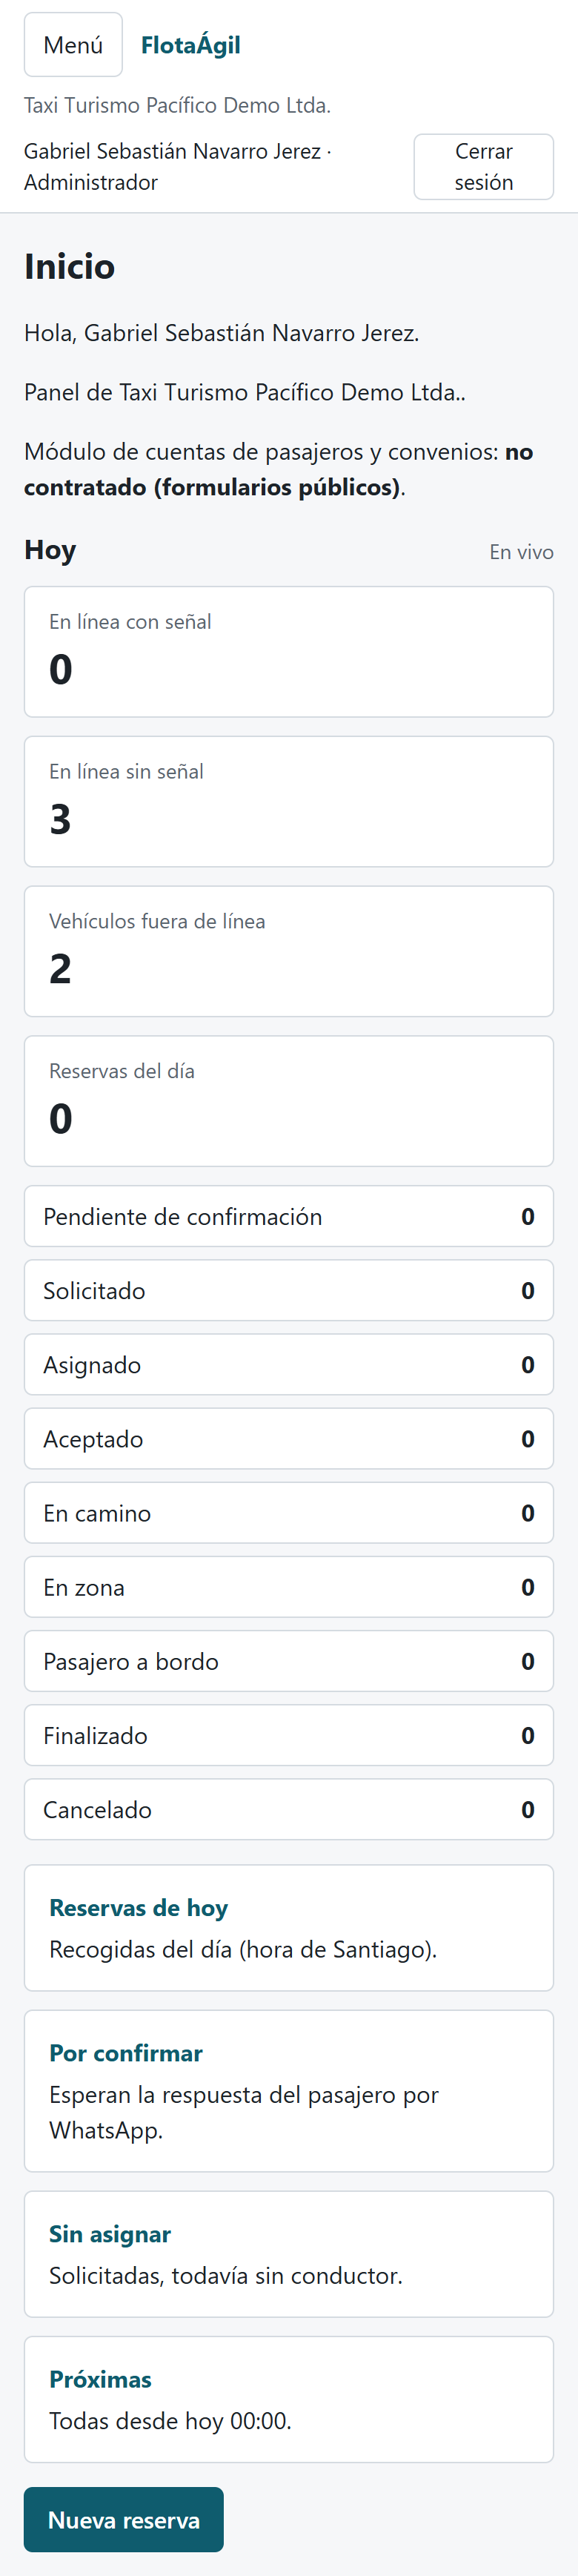 Menú
FlotaÁgil
Taxi Turismo Pacífico Demo Ltda.
Gabriel Sebastián Navarro Jerez ·
Administrador
Cerrar
sesión
Inicio
Hola, Gabriel Sebastián Navarro Jerez.
Panel de Taxi Turismo Pacífico Demo Ltda..
Módulo de cuentas de pasajeros y convenios: no
contratado (formularios públicos).
Hoy
En vivo
En línea con señal
0
En línea sin señal
3
Vehículos fuera de línea
2
Reservas del día
0
Pendiente de confirmación 0
Solicitado 0
Asignado 0
Aceptado 0
En camino 0
En zona 0
Pasajero a bordo 0
Finalizado 0
Cancelado 0
Reservas de hoy
Recogidas del día (hora de Santiago).
Por confirmar
Esperan la respuesta del pasajero por
WhatsApp.
Sin asignar
Solicitadas, todavía sin conductor.
Próximas
Todas desde hoy 00:00.
Nueva reserva